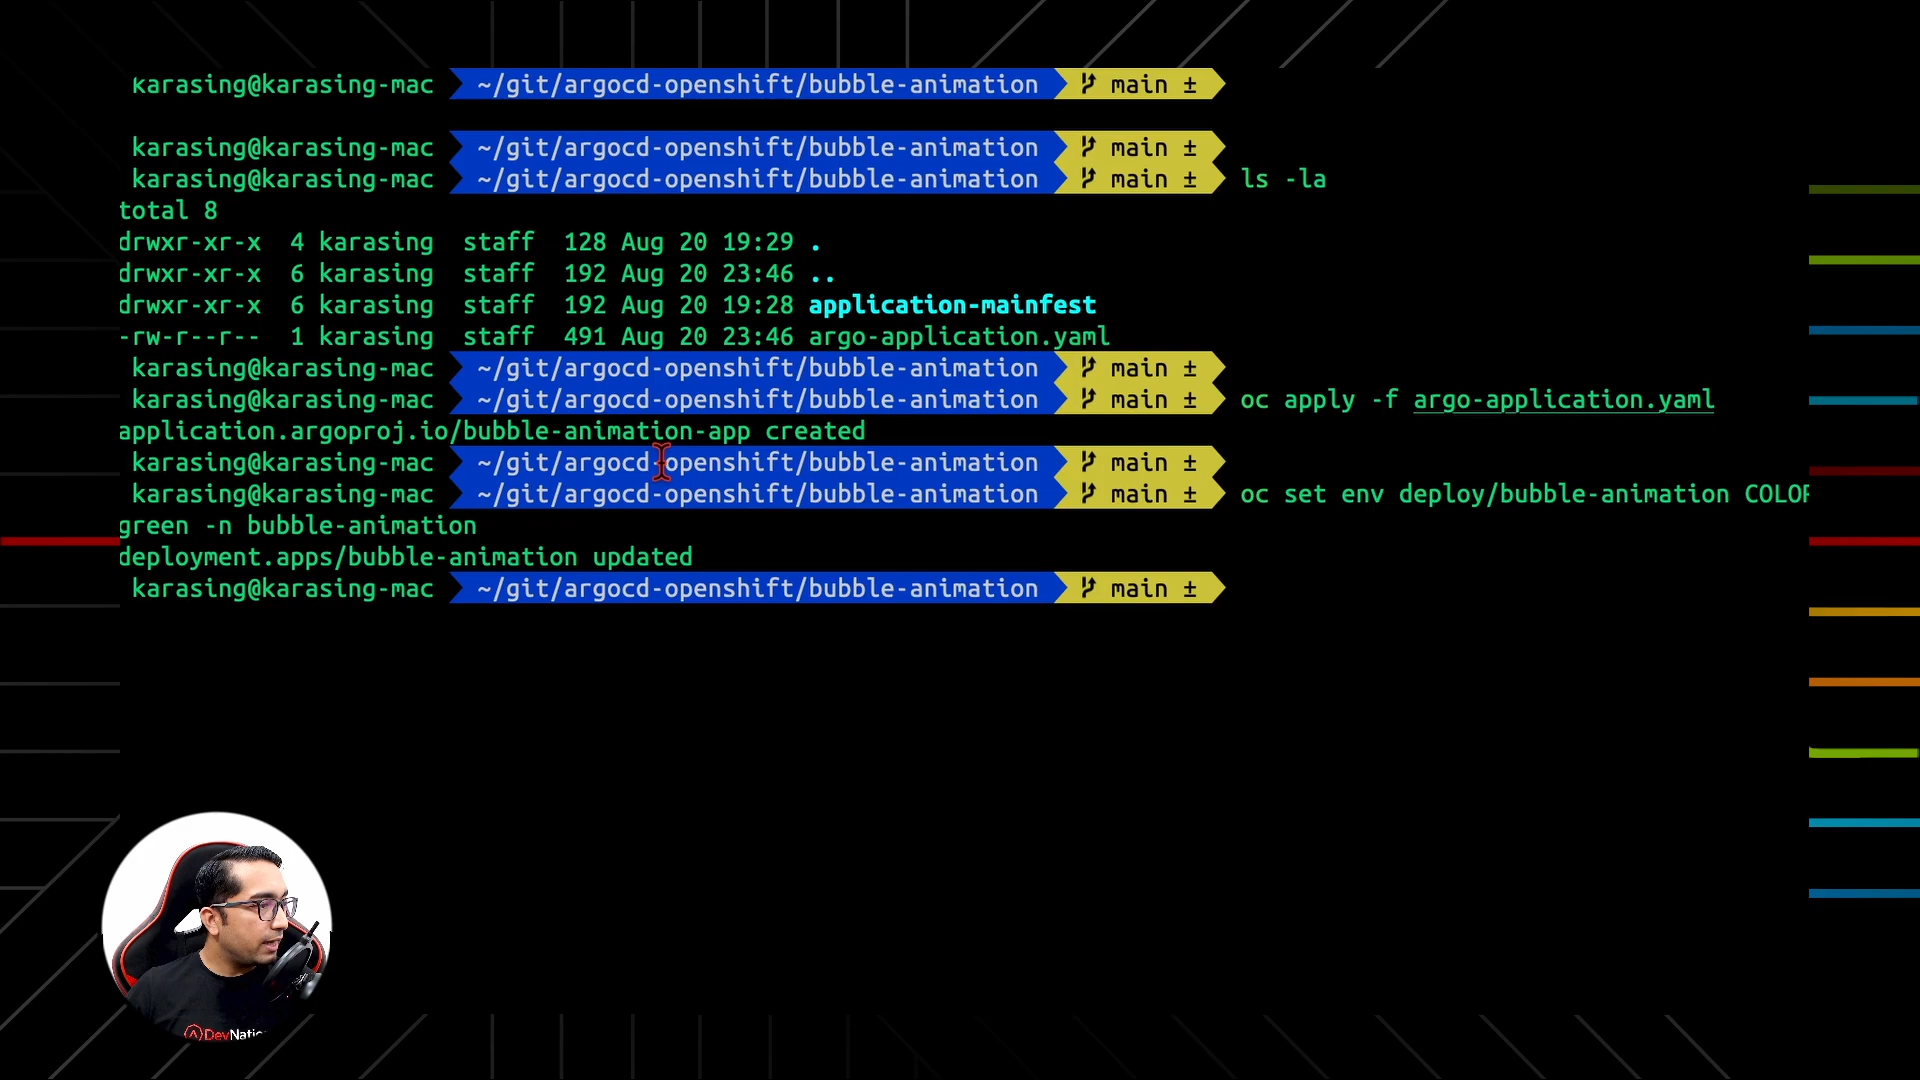 karasing@karasing-mac ~/git/argocd-openshift/bubble-animation main ±
karasing@karasing-mac ~/git/argocd-openshift/bubble-animation main ±
karasing@karasing-mac ~/git/argocd-openshift/bubble-animation main ± ls -la
total 8
drwxr-xr-x 4 karasing staff 128 Aug 20 19:29 .
drwxr-xr-x 6 karasing staff 192 Aug 20 23:46 ..
drwxr-xr-x 6 karasing staff 192 Aug 20 19:28 application-mainfest
-rw-r--r-- 1 karasing staff 491 Aug 20 23:46 argo-application.yaml
karasing@karasing-mac ~/git/argocd-openshift/bubble-animation main ±
karasing@karasing-mac ~/git/argocd-openshift/bubble-animation main ± oc apply -f argo-application.yaml
application.argoproj.io/bubble-animation-app created
karasing@karasing-mac ~/git/argocd-openshift/bubble-animation main ±
karasing@karasing-mac ~/git/argocd-openshift/bubble-animation main ± oc set env deploy/bubble-animation COLOR
green -n bubble-animation
deployment.apps/bubble-animation updated
karasing@karasing-mac ~/git/argocd-openshift/bubble-animation main ±
DevNatio